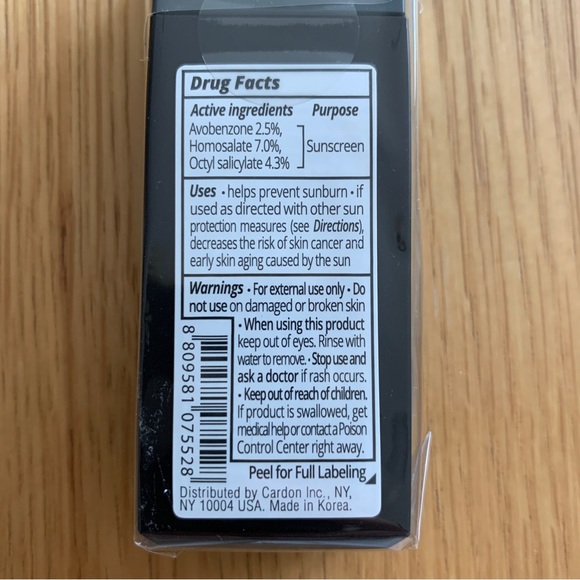 Drug Facts
Active ingredients Purpose
Avobenzone 2.5%,
Homosalate 7.0%, Sunscreen
Octyl salicylate 4.3%
Uses • helps prevent sunburn • if
used as directed with other sun
protection measures (see Directions),
decreases the risk of skin cancer and
early skin aging caused by the sun
Warnings • For external use only • Do
not use on damaged or broken skin
• When using this product
keep out of eyes. Rinse with
water to remove. • Stop use and
ask a doctor if rash occurs.
• Keep out of reach of children.
If product is swallowed, get
medical help or contact a Poison
Control Center right away.
8 809581 075528
Peel for Full Labeling
Distributed by Cardon Inc., NY,
NY 10004 USA. Made in Korea.